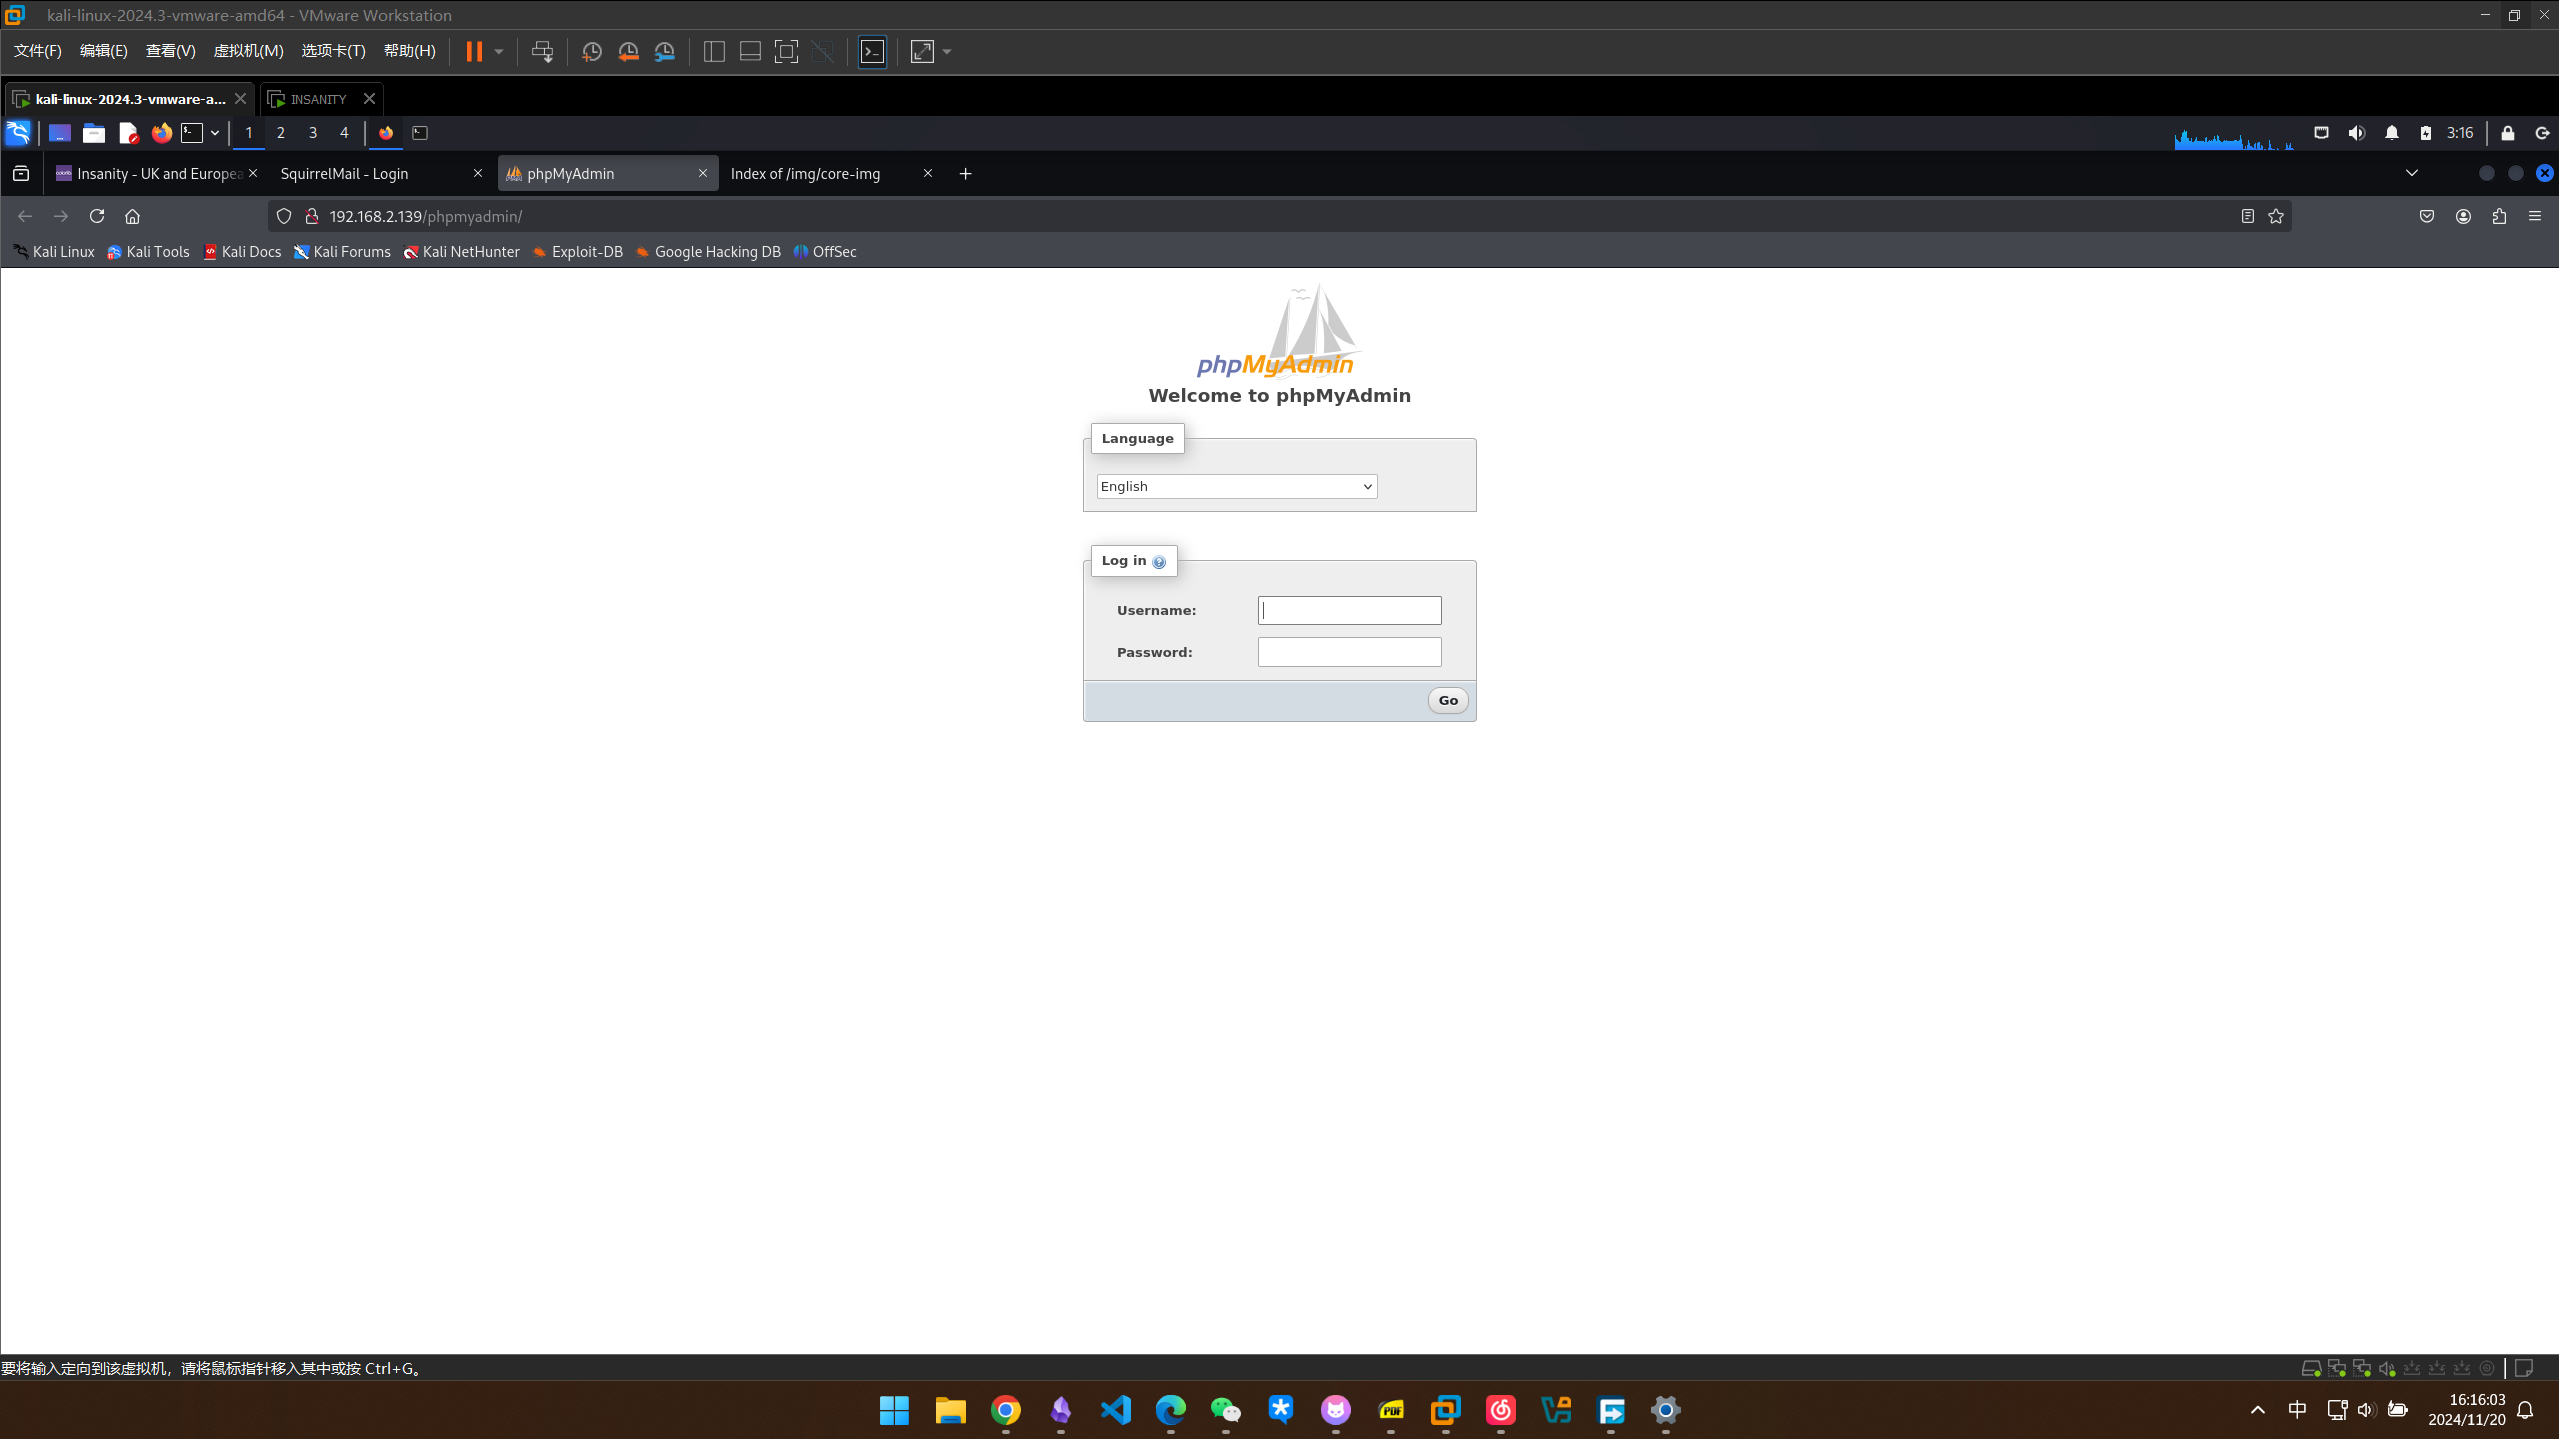 kali-linux-2024.3-vmware-amd64 - VMware Workstation
文件(F) 编辑(E) 查看(V) 虚拟机(M) 选项卡(T) 帮助(H)
kali-linux-2024.3-vmware-a... INSANITY
1 2 3 4 3:16
Insanity - UK and Europea SquirrelMail - Login phpMyAdmin Index of /img/core-img
192.168.2.139/phpmyadmin/
Kali Linux Kali Tools Kali Docs Kali Forums Kali NetHunter Exploit-DB Google Hacking DB OffSec
phpMyAdmin
Welcome to phpMyAdmin
Language
English
Log in
Username:
Password:
Go
要将输入定向到该虚拟机，请将鼠标指针移入其中或按 Ctrl+G。
PDF
中
16:16:03
2024/11/20